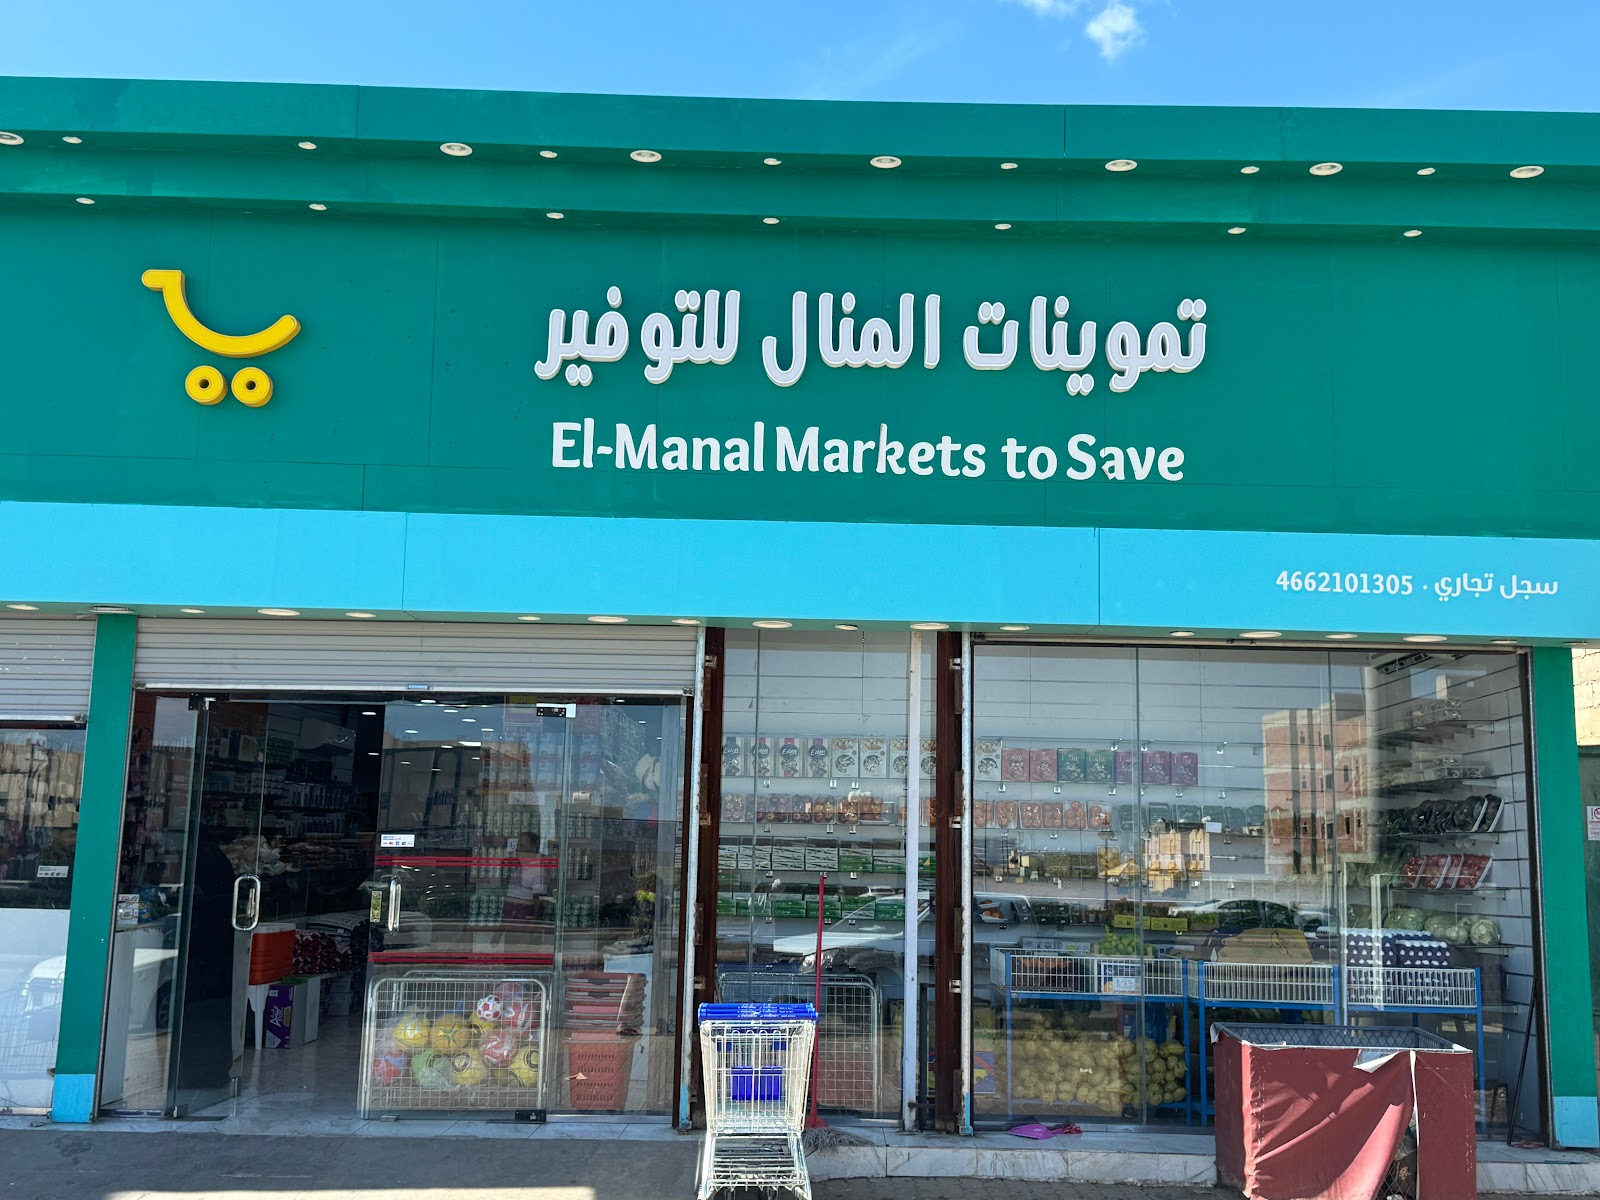 تموينات المنال للتوفير
El-Manal Markets to Save
سجل تجاري . 4662101305